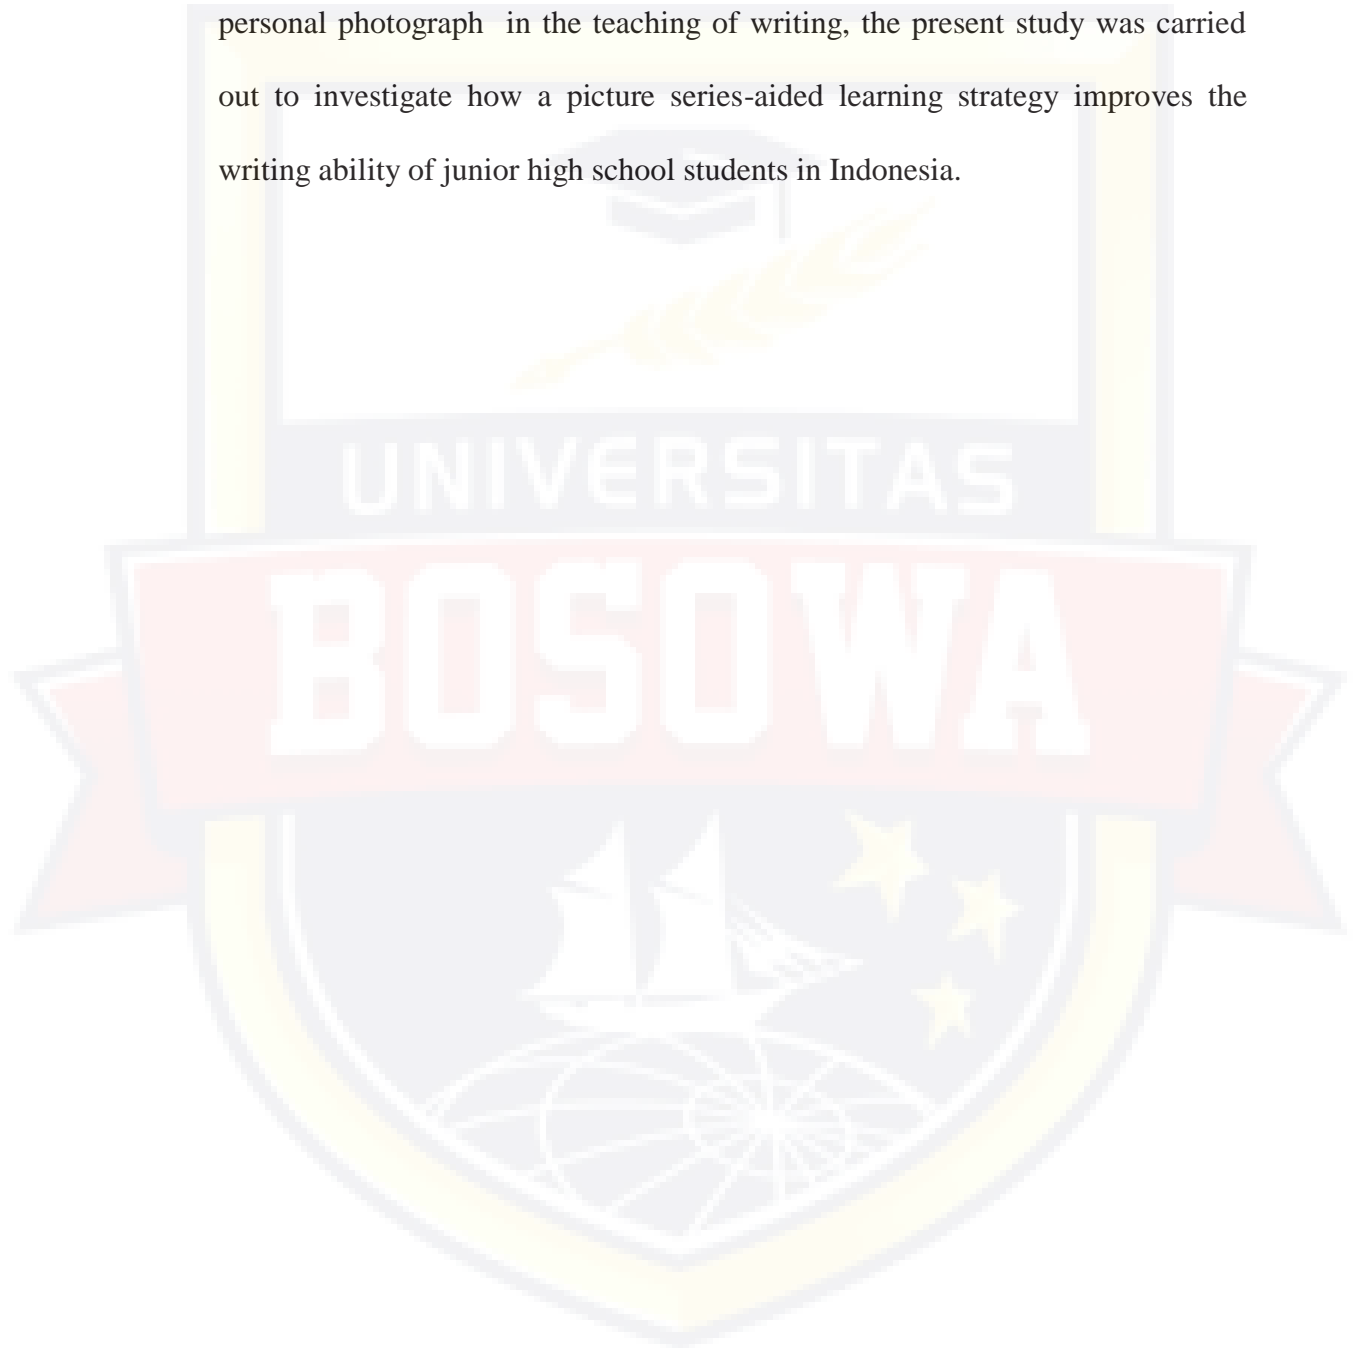 personal photograph in the teaching of writing, the present study was carried
out to investigate how a picture series-aided learning strategy improves the
writing ability of junior high school students in Indonesia.
UNIVERSITAS
BOSOWA